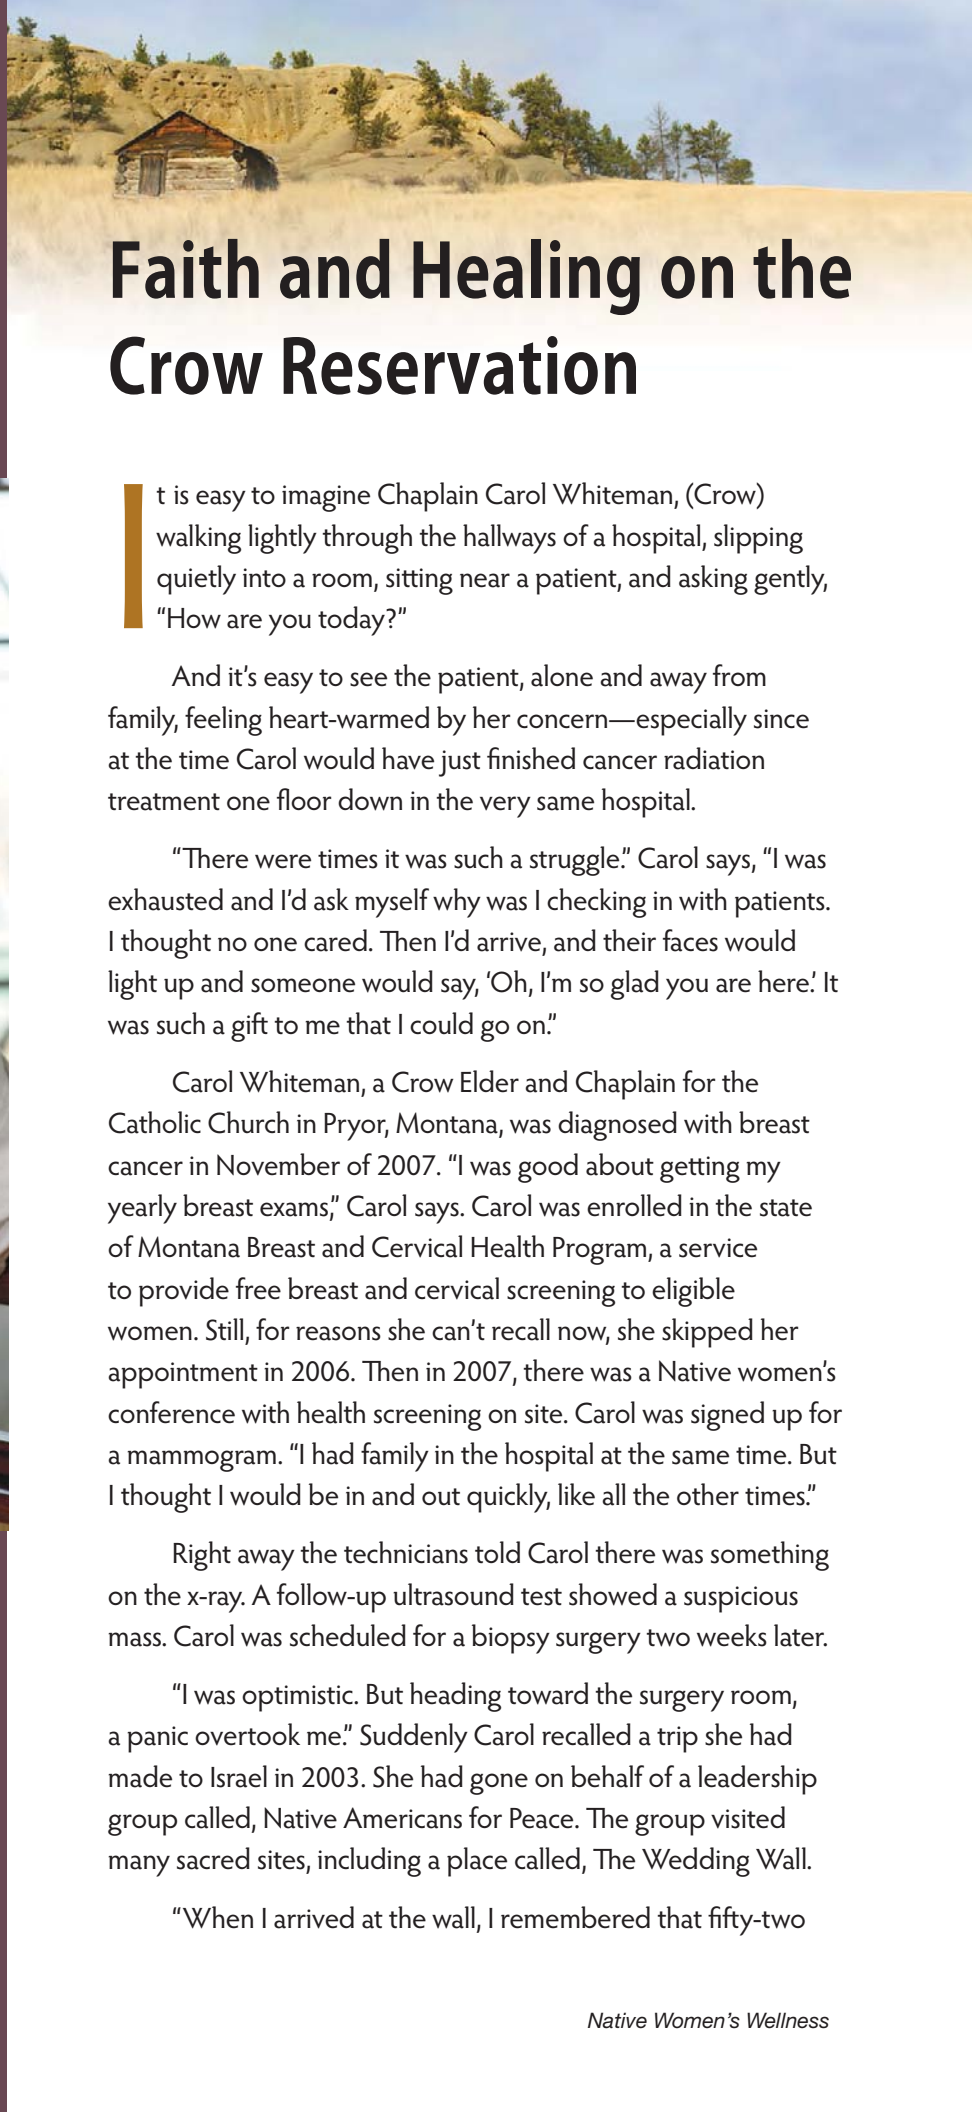 Faith and Healing on the
Crow Reservation
It is easy to imagine Chaplain Carol Whiteman, (Crow)
walking lightly through the hallways of a hospital, slipping
quietly into a room, sitting near a patient, and asking gently,
“How are you today?”
And it’s easy to see the patient, alone and away from
family, feeling heart-warmed by her concern—especially since
at the time Carol would have just finished cancer radiation
treatment one floor down in the very same hospital.
“There were times it was such a struggle.” Carol says, “I was
exhausted and I’d ask myself why was I checking in with patients.
I thought no one cared. Then I’d arrive, and their faces would
light up and someone would say, ‘Oh, I’m so glad you are here.’ It
was such a gift to me that I could go on.”
Carol Whiteman, a Crow Elder and Chaplain for the
Catholic Church in Pryor, Montana, was diagnosed with breast
cancer in November of 2007. “I was good about getting my
yearly breast exams,” Carol says. Carol was enrolled in the state
of Montana Breast and Cervical Health Program, a service
to provide free breast and cervical screening to eligible
women. Still, for reasons she can’t recall now, she skipped her
appointment in 2006. Then in 2007, there was a Native women’s
conference with health screening on site. Carol was signed up for
a mammogram. “I had family in the hospital at the same time. But
I thought I would be in and out quickly, like all the other times.”
Right away the technicians told Carol there was something
on the x-ray. A follow-up ultrasound test showed a suspicious
mass. Carol was scheduled for a biopsy surgery two weeks later.
“I was optimistic. But heading toward the surgery room,
a panic overtook me.” Suddenly Carol recalled a trip she had
made to Israel in 2003. She had gone on behalf of a leadership
group called, Native Americans for Peace. The group visited
many sacred sites, including a place called, The Wedding Wall.
“When I arrived at the wall, I remembered that fifty-two
Native Women’s Wellness